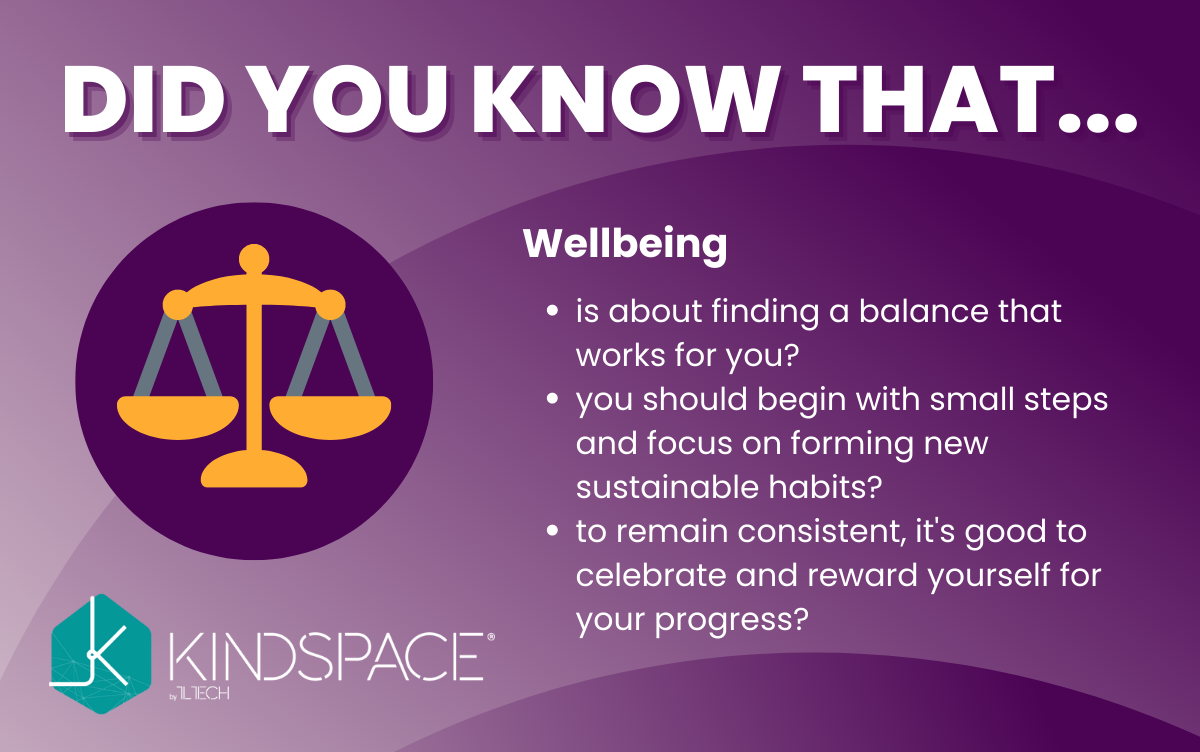 DID YOU KNOW THAT...
Wellbeing
• is about finding a balance that
works for you?
• you should begin with small steps
and focus on forming new
sustainable habits?
• to remain consistent, it's good to
celebrate and reward yourself for
your progress?
KINDSPACE®
by 1LTECH